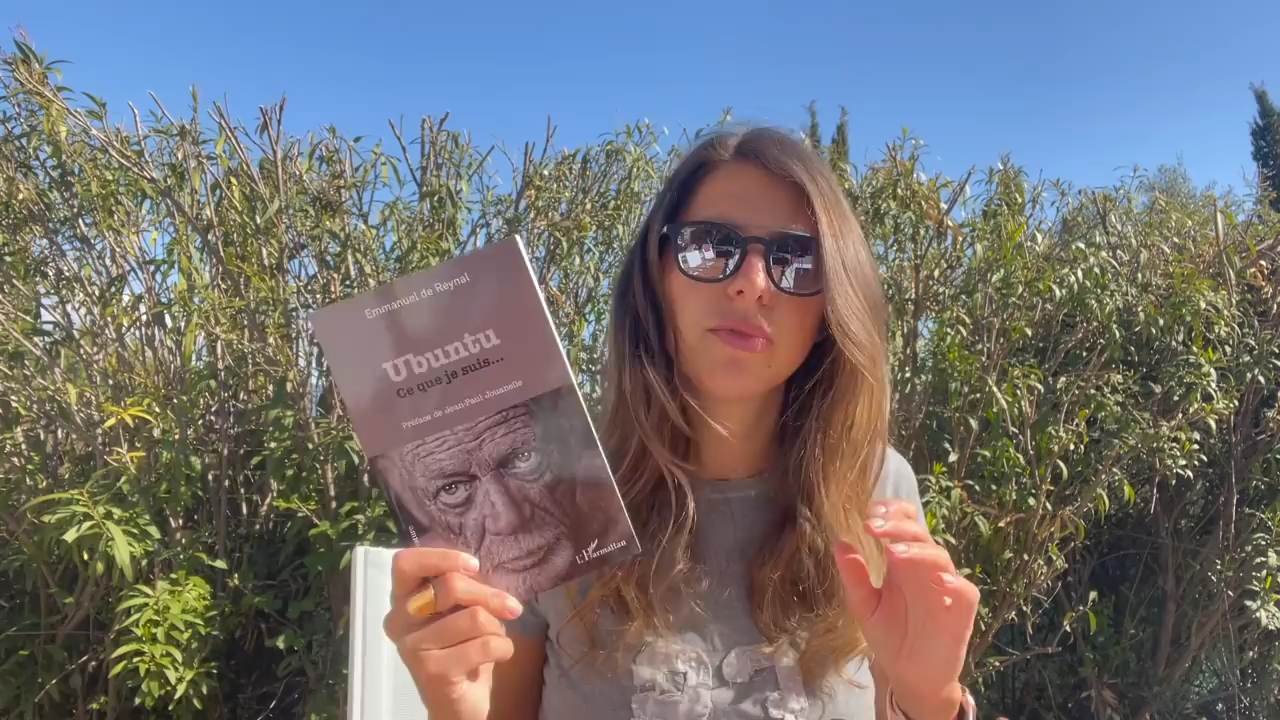 Emmanuel de Reynal
Ubuntu
Ce que je suis...
Préface de Jean-Paul Jouanelle
L'Harmattan